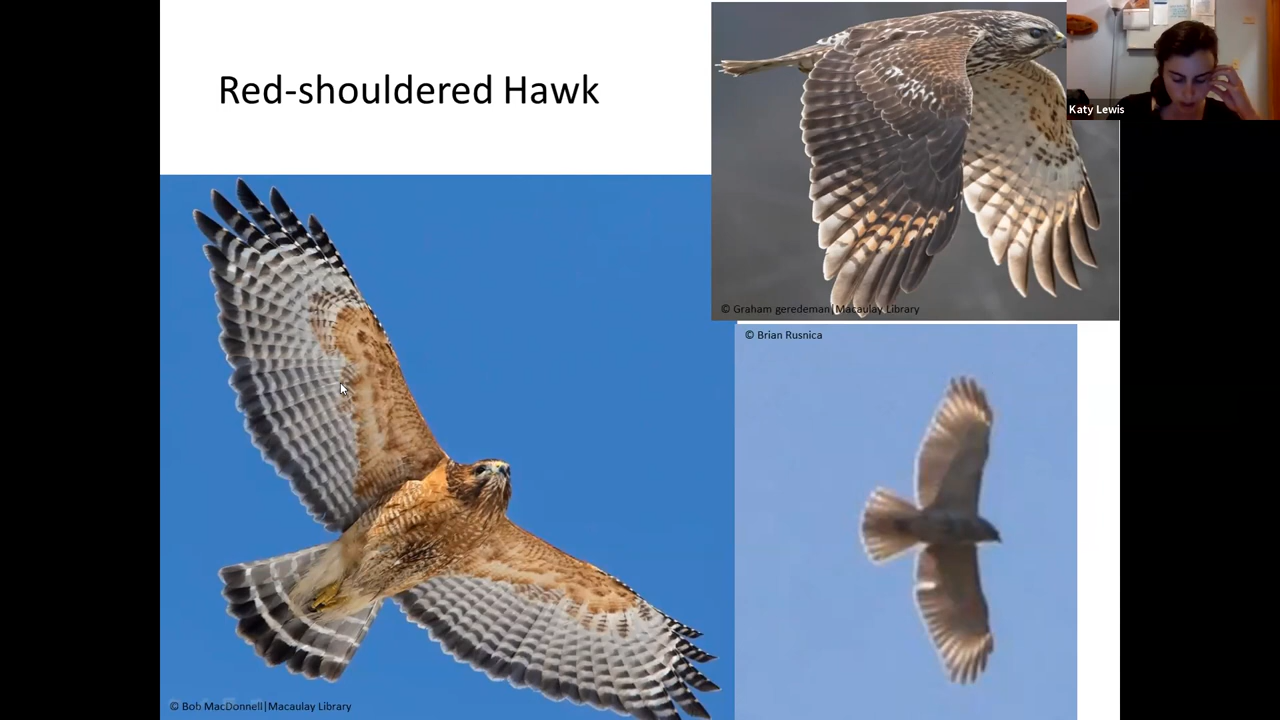 Red-shouldered Hawk
Katy Lewis
© Graham geredeman|Macaulay Library
© Brian Rusnica
© Bob MacDonnell|Macaulay Library